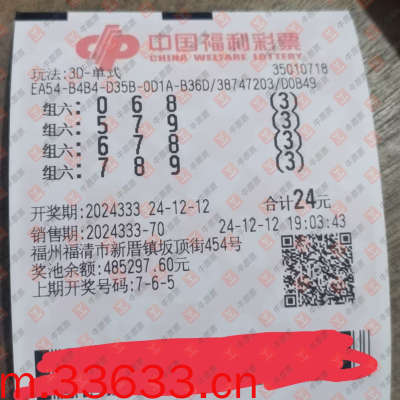 中国福利彩票
CHINA WELFARE LOTTERY
玩法:3D-单式 35010718
EA54-B4B4-D35B-0D1A-B36D/38747203/D0B49
组六: 0 6 8 (3)
组六: 5 7 9 (3)
组六: 6 7 8 (3)
组六: 7 8 9 (3)
开奖期:2024333 24-12-12 合计24元
销售期:2024333-70 24-12-12 19:03:43
福州福清市新厝镇坂顶街454号
奖池余额:485297.60元
上期开奖号码:7-6-5
m.33633.cn